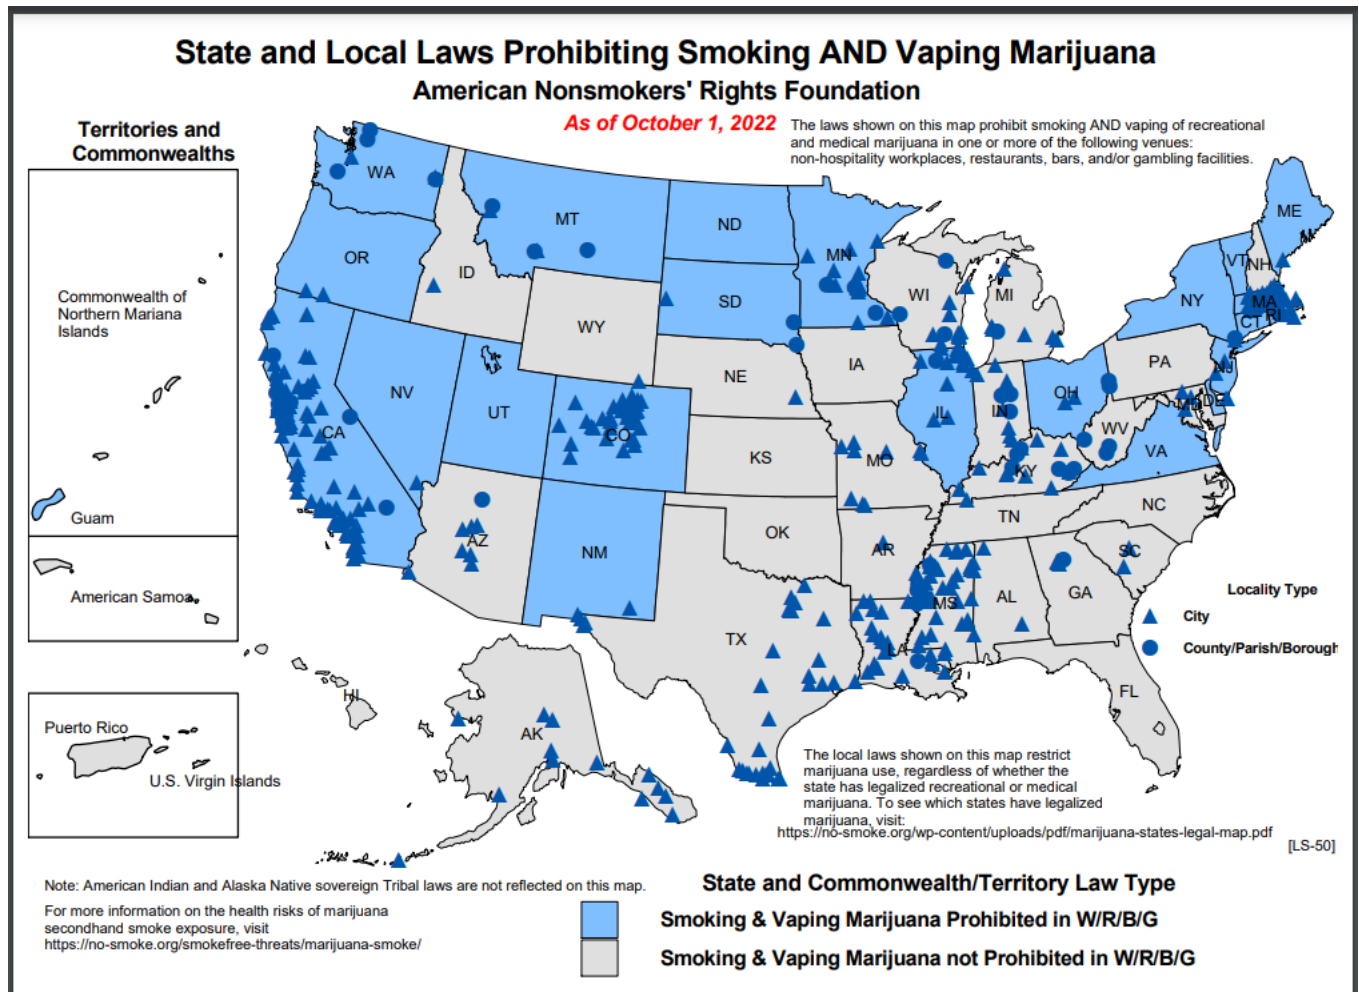 State and Local Laws Prohibiting Smoking AND Vaping Marijuana
American Nonsmokers' Rights Foundation
As of October 1, 2022
The laws shown on this map prohibit smoking AND vaping of recreational
and medical marijuana in one or more of the following venues:
non-hospitality workplaces, restaurants, bars, and/or gambling facilities.
Territories and
Commonwealths
Commonwealth of
Northern Mariana
Islands
Guam
American Samoa
Puerto Rico
U.S. Virgin Islands
WA
MT
ND
MN
ME
OR
ID
SD
WI
MI
VT
NH
NY
MA
CT
RI
WY
NE
IA
PA
NJ
NV
UT
CO
CA
IL
IN
OH
MD
DE
WV
VA
KS
MO
KY
NC
TN
AZ
NM
OK
AR
SC
MS
AL
GA
TX
LA
FL
HI
AK
Locality Type
City
County/Parish/Borough
The local laws shown on this map restrict
marijuana use, regardless of whether the
state has legalized recreational or medical
marijuana. To see which states have legalized
marijuana, visit:
https://no-smoke.org/wp-content/uploads/pdf/marijuana-states-legal-map.pdf
[LS-50]
Note: American Indian and Alaska Native sovereign Tribal laws are not reflected on this map.
For more information on the health risks of marijuana
secondhand smoke exposure, visit
https://no-smoke.org/smokefree-threats/marijuana-smoke/
State and Commonwealth/Territory Law Type
Smoking & Vaping Marijuana Prohibited in W/R/B/G
Smoking & Vaping Marijuana not Prohibited in W/R/B/G